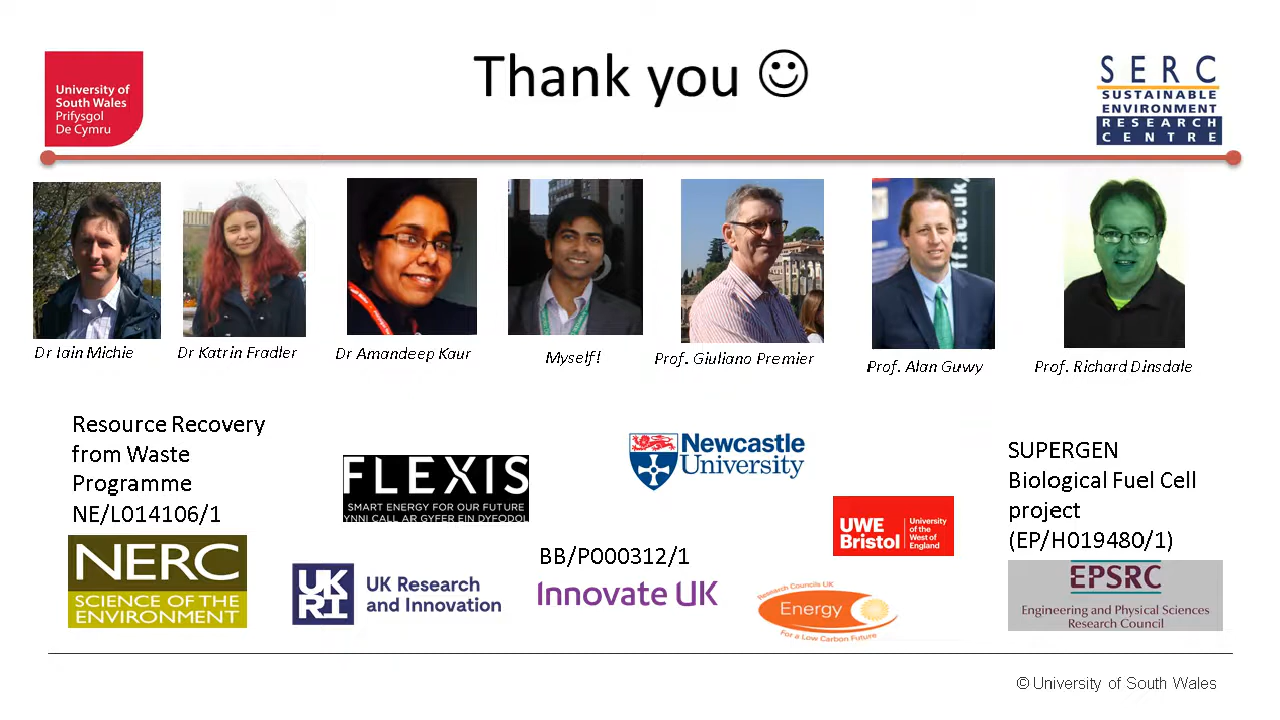 Thank you ☺
University of
South Wales
Prifysgol
De Cymru
SERC
SUSTAINABLE
ENVIRONMENT
RESEARCH
CENTRE
ff.ac.uk/
Dr Iain Michie
Dr Katrin Fradler
Dr Amandeep Kaur
Myself!
Prof. Giuliano Premier
Prof. Alan Guwy
Prof. Richard Dinsdale
Resource Recovery
from Waste
Programme
NE/L014106/1
NERC
SCIENCE OF THE
ENVIRONMENT
FLEXIS
SMART ENERGY FOR OUR FUTURE
YNNI CALL AR GYFER EIN DYFODOL
UK
RI
UK Research
and Innovation
Newcastle
University
BB/P000312/1
Innovate UK
UWE
Bristol
University
of the
West of
England
Research Councils UK
Energy
For a Low Carbon Future
SUPERGEN
Biological Fuel Cell
project
(EP/H019480/1)
EPSRC
Engineering and Physical Sciences
Research Council
© University of South Wales